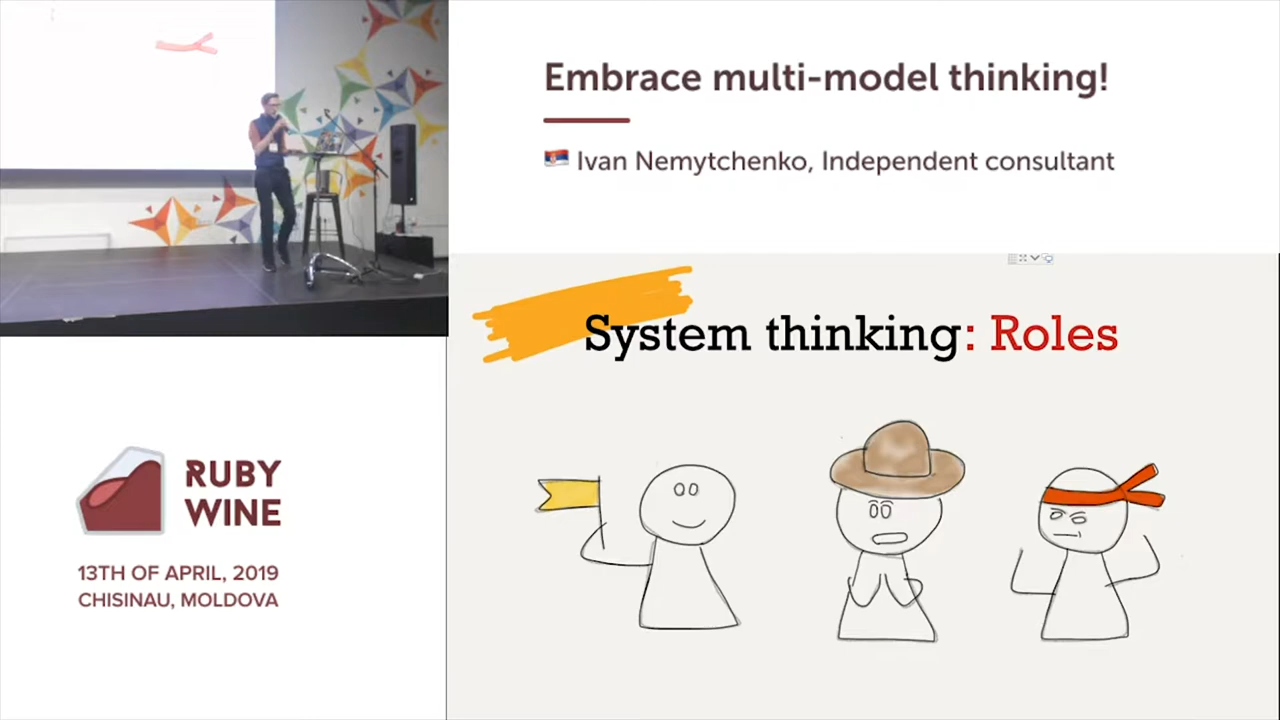 Embrace multi-model thinking!
Ivan Nemytchenko, Independent consultant
System thinking: Roles
RUBY
WINE
13TH OF APRIL, 2019
CHISINAU, MOLDOVA